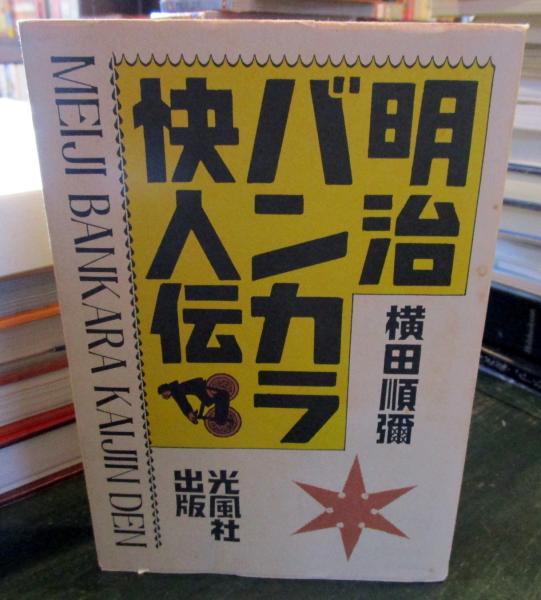 明治
バンカラ
快人伝
横田順彌
光風社
出版
MEIJI BANKARA KAIJIN DEN